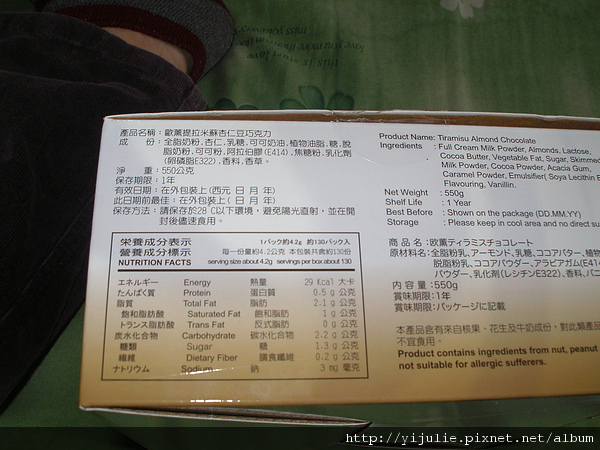 產品名稱：歐薰提拉米蘇杏仁豆巧克力
成　份：全脂奶粉,杏仁,乳糖,可可奶油,植物油脂,糖,脫
脂奶粉,可可粉,阿拉伯膠(E414),焦糖粉,乳化劑
(卵磷脂E322),香料,香草。
淨　重：550公克
保存期限：1年
有效日期：在外包裝上(西元 日 月 年)
此日期前最佳：在外包裝上( 日 月 年)
保存方法：請保存於28℃以下環境，避免陽光直射，並在開
封後儘速食用。
栄養成分表示
營養成分標示
NUTRITION FACTS
1パック約4.2g 約130パック入
每一份量約4.2公克 本包裝共含約130份
serving size about4.2g servings per box about130
エネルギー Energy 熱量 29 Kcal 大卡
たんぱく質 Protein 蛋白質 0.5 g 公克
脂質 Total Fat 脂肪 2.1 g 公克
飽和脂肪酸 Saturated Fat 飽和脂肪 1 g 公克
トランス脂肪酸 Trans Fat 反式脂肪 0 g 公克
炭水化合物 Carbohydrate 碳水化合物 2.2 g 公克
糖類 Sugar 糖 1.3 g 公克
繊維 Dietary Fiber 膳食纖維 0.2 g 公克
ナトリウム Sodium 鈉 3 mg 毫克
Product Name: Tiramisu Almond Chocolate
Ingredients : Full Cream Milk Powder, Almonds, Lactose,
Cocoa Butter, Vegetable Fat, Sugar, Skimmed
Milk Powder, Cocoa Powder, Acacia Gum,
Caramel Powder, Emulsifier( Soya Lecithin E
Flavouring, Vanillin.
Net Weight : 550g
Shelf Life : 1 Year
Best Before : Shown on the package (DD.MM.YY)
Storage : Please keep in cool area and no direct su
商品名：欧薫ティラミスチョコレート
原材料名：全脂粉乳、アーモンド、乳糖、ココアバター、植物
脱脂粉乳、ココアパウダー、アラビアガム(E41
パウダー、乳化剤(レシチンE322)、香料、バニ
内容量：550g
賞味期限：1年
賞味期限：パッケージに記載
本產品含有來自核果、花生及牛奶成份，對此類產品
不宜食用。
Product contains ingredients from nut, peanut
not suitable for allergic sufferers.
http://yijulie.pixnet.net/album